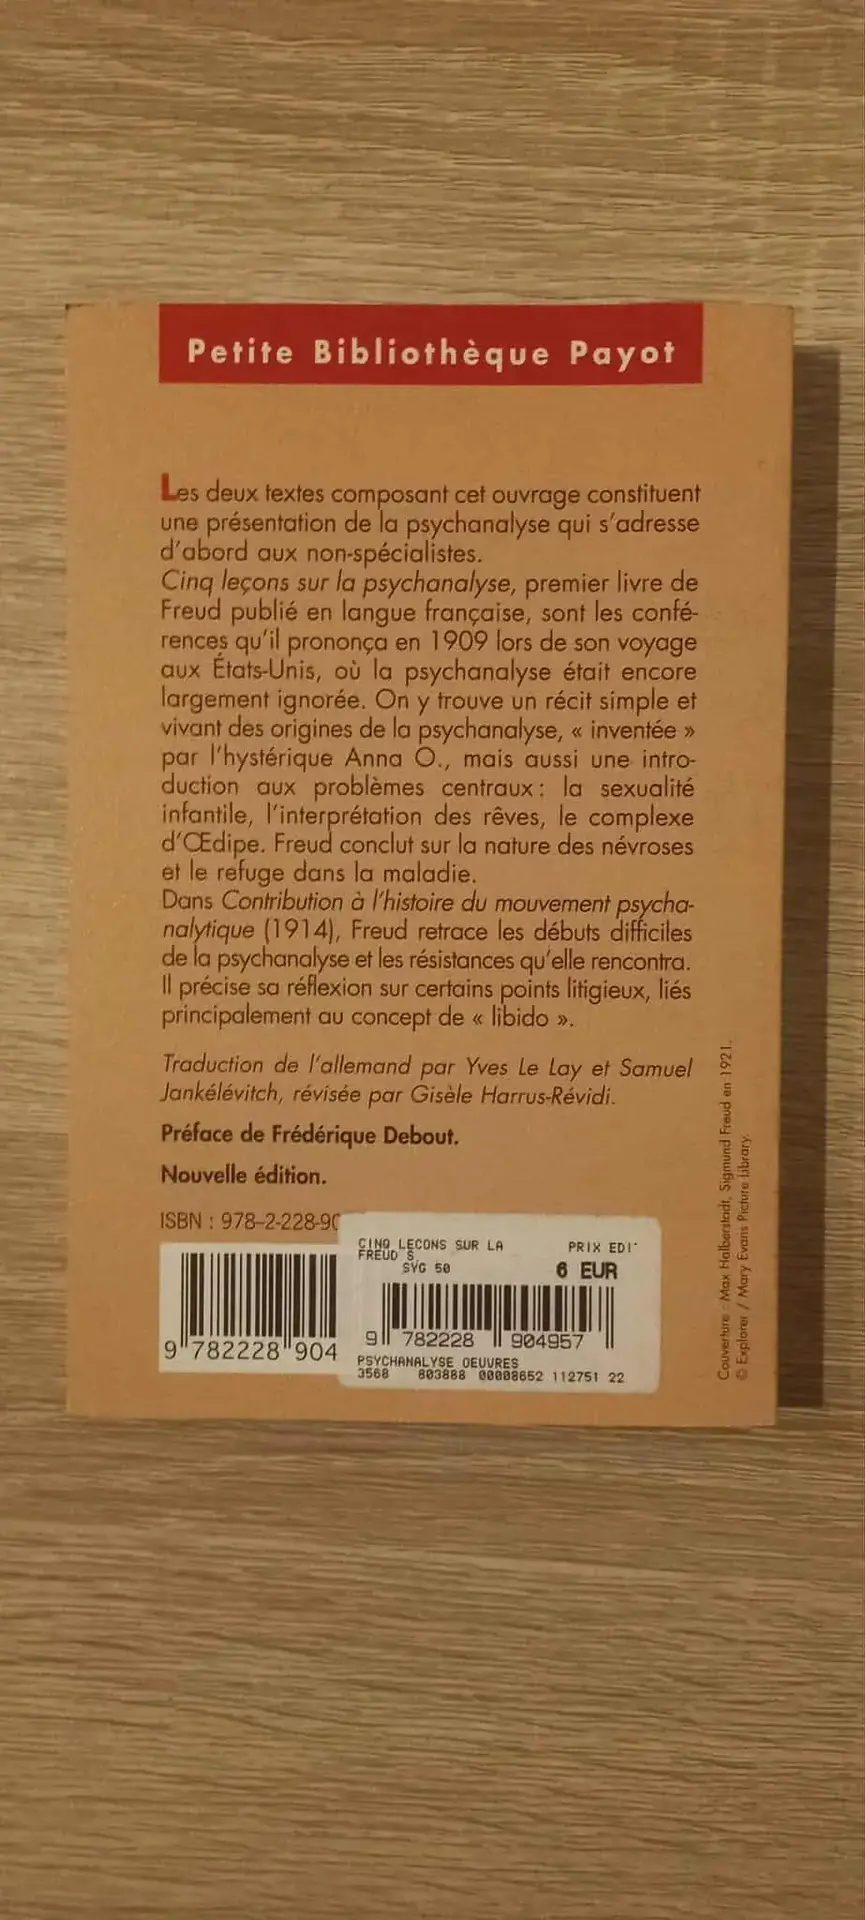 Petite Bibliothèque Payot
Les deux textes composant cet ouvrage constituent
une présentation de la psychanalyse qui s'adresse
d'abord aux non-spécialistes.
Cinq leçons sur la psychanalyse, premier livre de
Freud publié en langue française, sont les confé-
rences qu'il prononça en 1909 lors de son voyage
aux États-Unis, où la psychanalyse était encore
largement ignorée. On y trouve un récit simple et
vivant des origines de la psychanalyse, « inventée »
par l'hystérique Anna O., mais aussi une intro-
duction aux problèmes centraux : la sexualité
infantile, l'interprétation des rêves, le complexe
d'Œdipe. Freud conclut sur la nature des névroses
et le refuge dans la maladie.
Dans Contribution à l'histoire du mouvement psycha-
nalytique (1914), Freud retrace les débuts difficiles
de la psychanalyse et les résistances qu'elle rencontra.
Il précise sa réflexion sur certains points litigieux, liés
principalement au concept de « libido ».
Traduction de l'allemand par Yves Le Lay et Samuel
Jankélévitch, révisée par Gisèle Harrus-Révidi.
Préface de Frédérique Debout.
Nouvelle édition.
ISBN : 978-2-228-90
9 782228 904
CINQ LECONS SUR LA PRIX EDI
FREUD S
SYG 50 6 EUR
9 782228 904957
PSYCHANALYSE OEUVRES
3568 803888 00008652 112751 22
Couverture : Max Halberstadt, Sigmund Freud en 1921.
© Explorer / Mary Evans Picture Library.